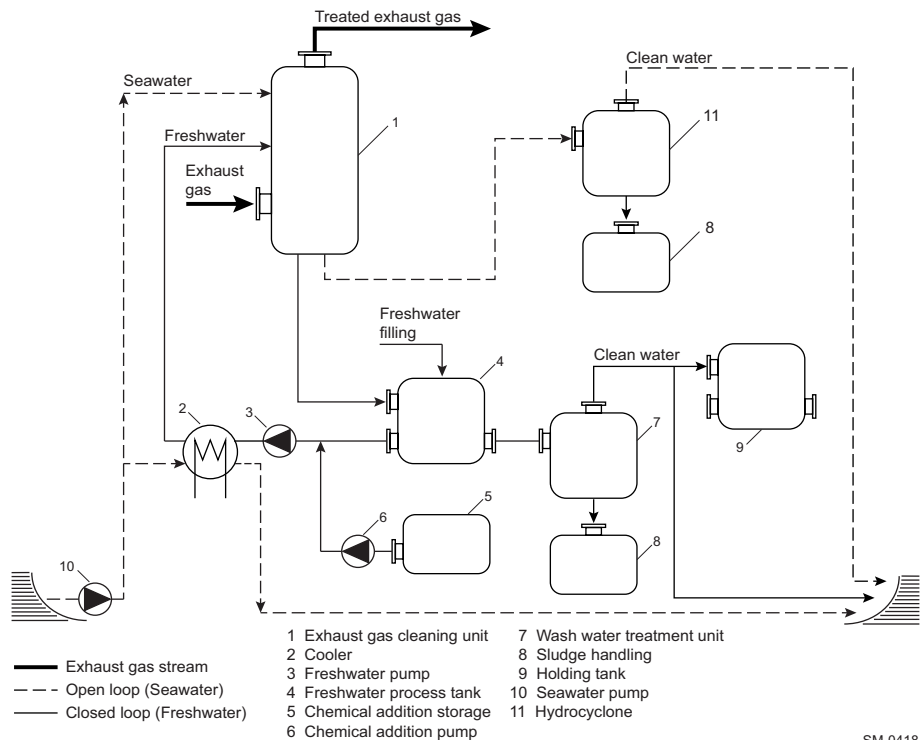 Treated exhaust gas
Clean water
Seawater
11
1
Freshwater
Exhaust
gas
8
Freshwater
filling
Clean water
4
2
3
7
9
5
6
8
10
1 Exhaust gas cleaning unit
2 Cooler
3 Freshwater pump
4 Freshwater process tank
5 Chemical addition storage
6 Chemical addition pump
7 Wash water treatment unit
8 Sludge handling
9 Holding tank
10 Seawater pump
11 Hydrocyclone
Exhaust gas stream
Open loop (Seawater)
Closed loop (Freshwater)
SM-0418